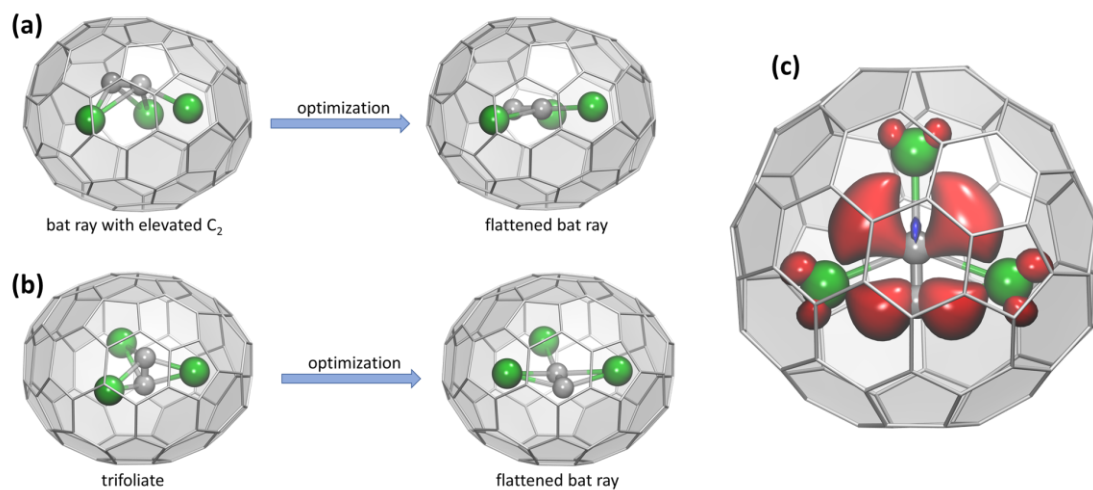 (a)
optimization
bat ray with elevated C₂
flattened bat ray
(b)
optimization
trifoliate
flattened bat ray
(c)